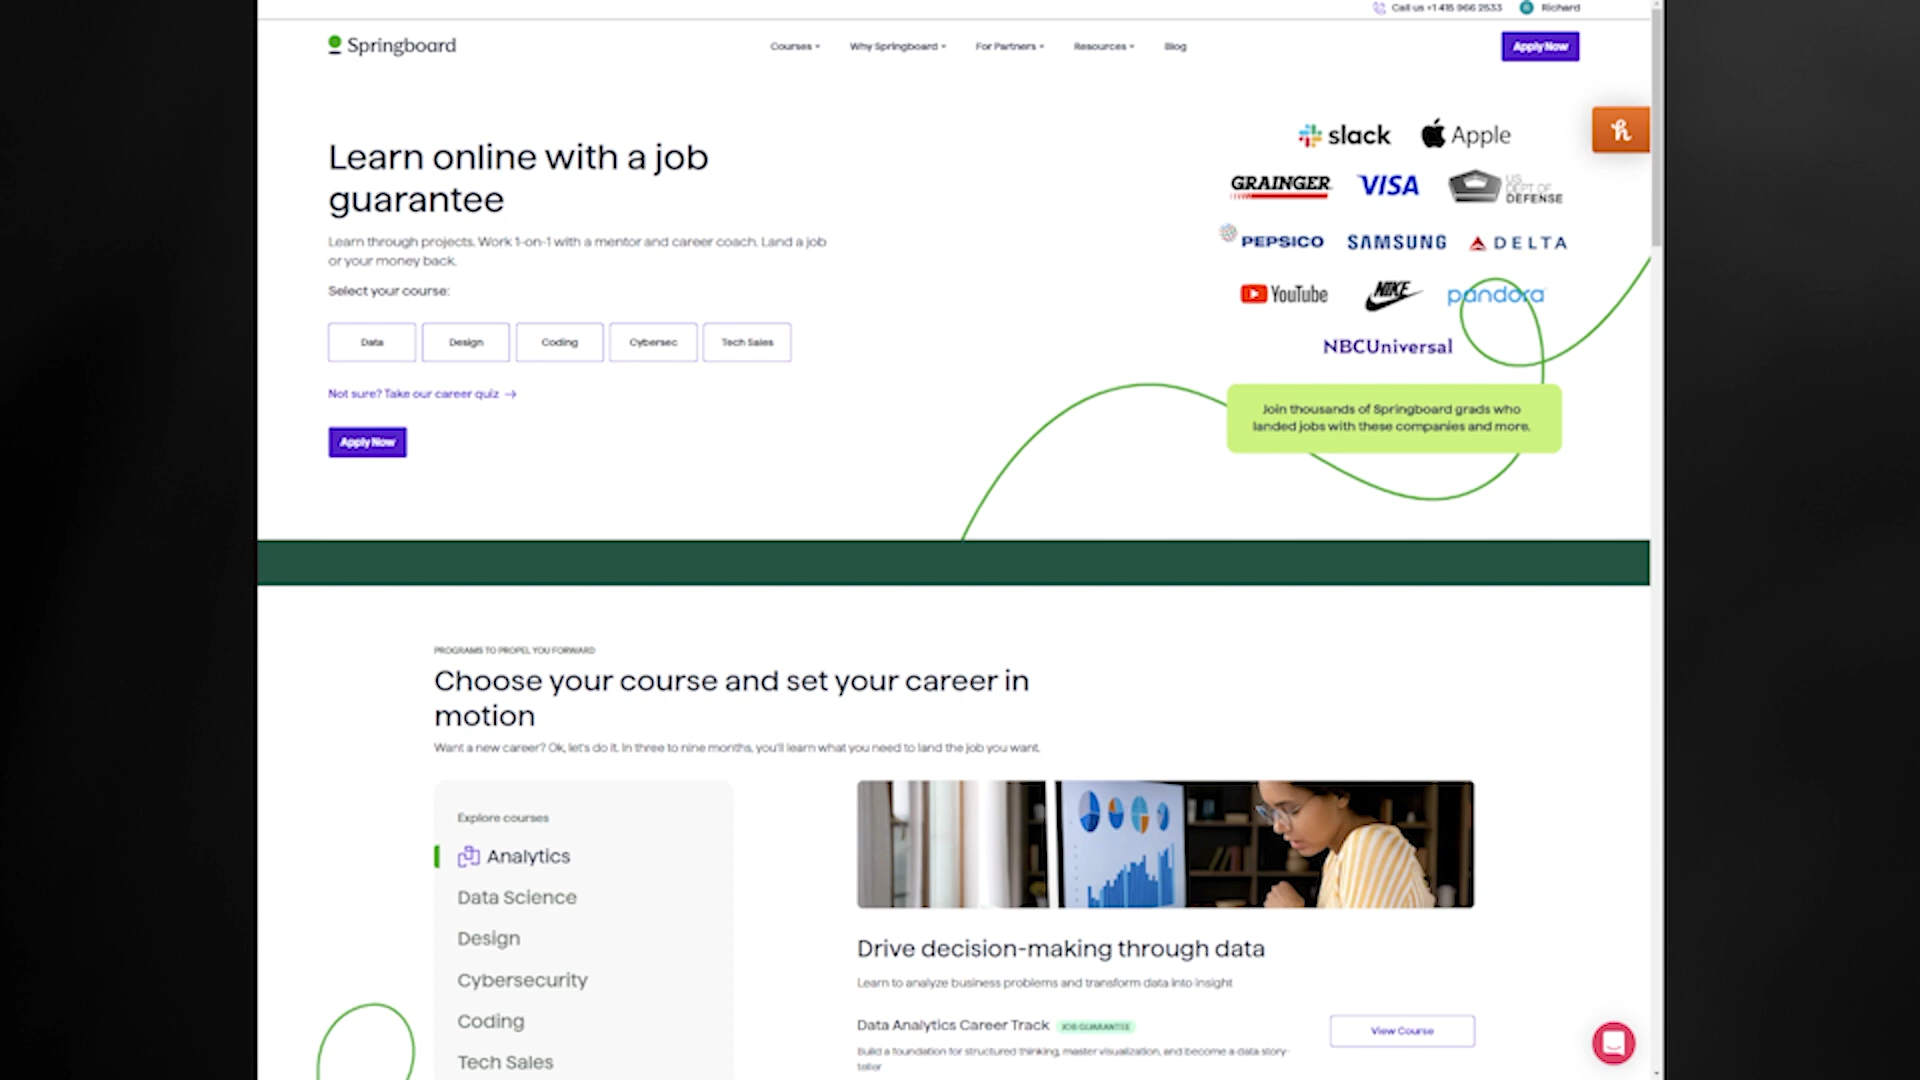 Call us +1 415 966 2533
Richard
Springboard
Courses
Why Springboard
For Partners
Resources
Blog
Apply Now
Learn online with a job
guarantee
Learn through projects. Work 1-on-1 with a mentor and career coach. Land a job
or your money back.
Select your course:
Data
Design
Coding
Cybersec
Tech Sales
Not sure? Take our career quiz →
Apply Now
slack
Apple
GRAINGER
VISA
US
DEPT OF
DEFENSE
PEPSICO
SAMSUNG
DELTA
YouTube
NIKE
pandora
NBCUniversal
Join thousands of Springboard grads who
landed jobs with these companies and more.
PROGRAMS TO PROPEL YOU FORWARD
Choose your course and set your career in
motion
Want a new career? Ok, let's do it. In three to nine months, you'll learn what you need to land the job you want.
Explore courses
Analytics
Data Science
Design
Cybersecurity
Coding
Tech Sales
Drive decision-making through data
Learn to analyze business problems and transform data into insight
Data Analytics Career Track JOB GUARANTEE
View Course
Build a foundation for structured thinking, master visualization, and become a data story-
teller